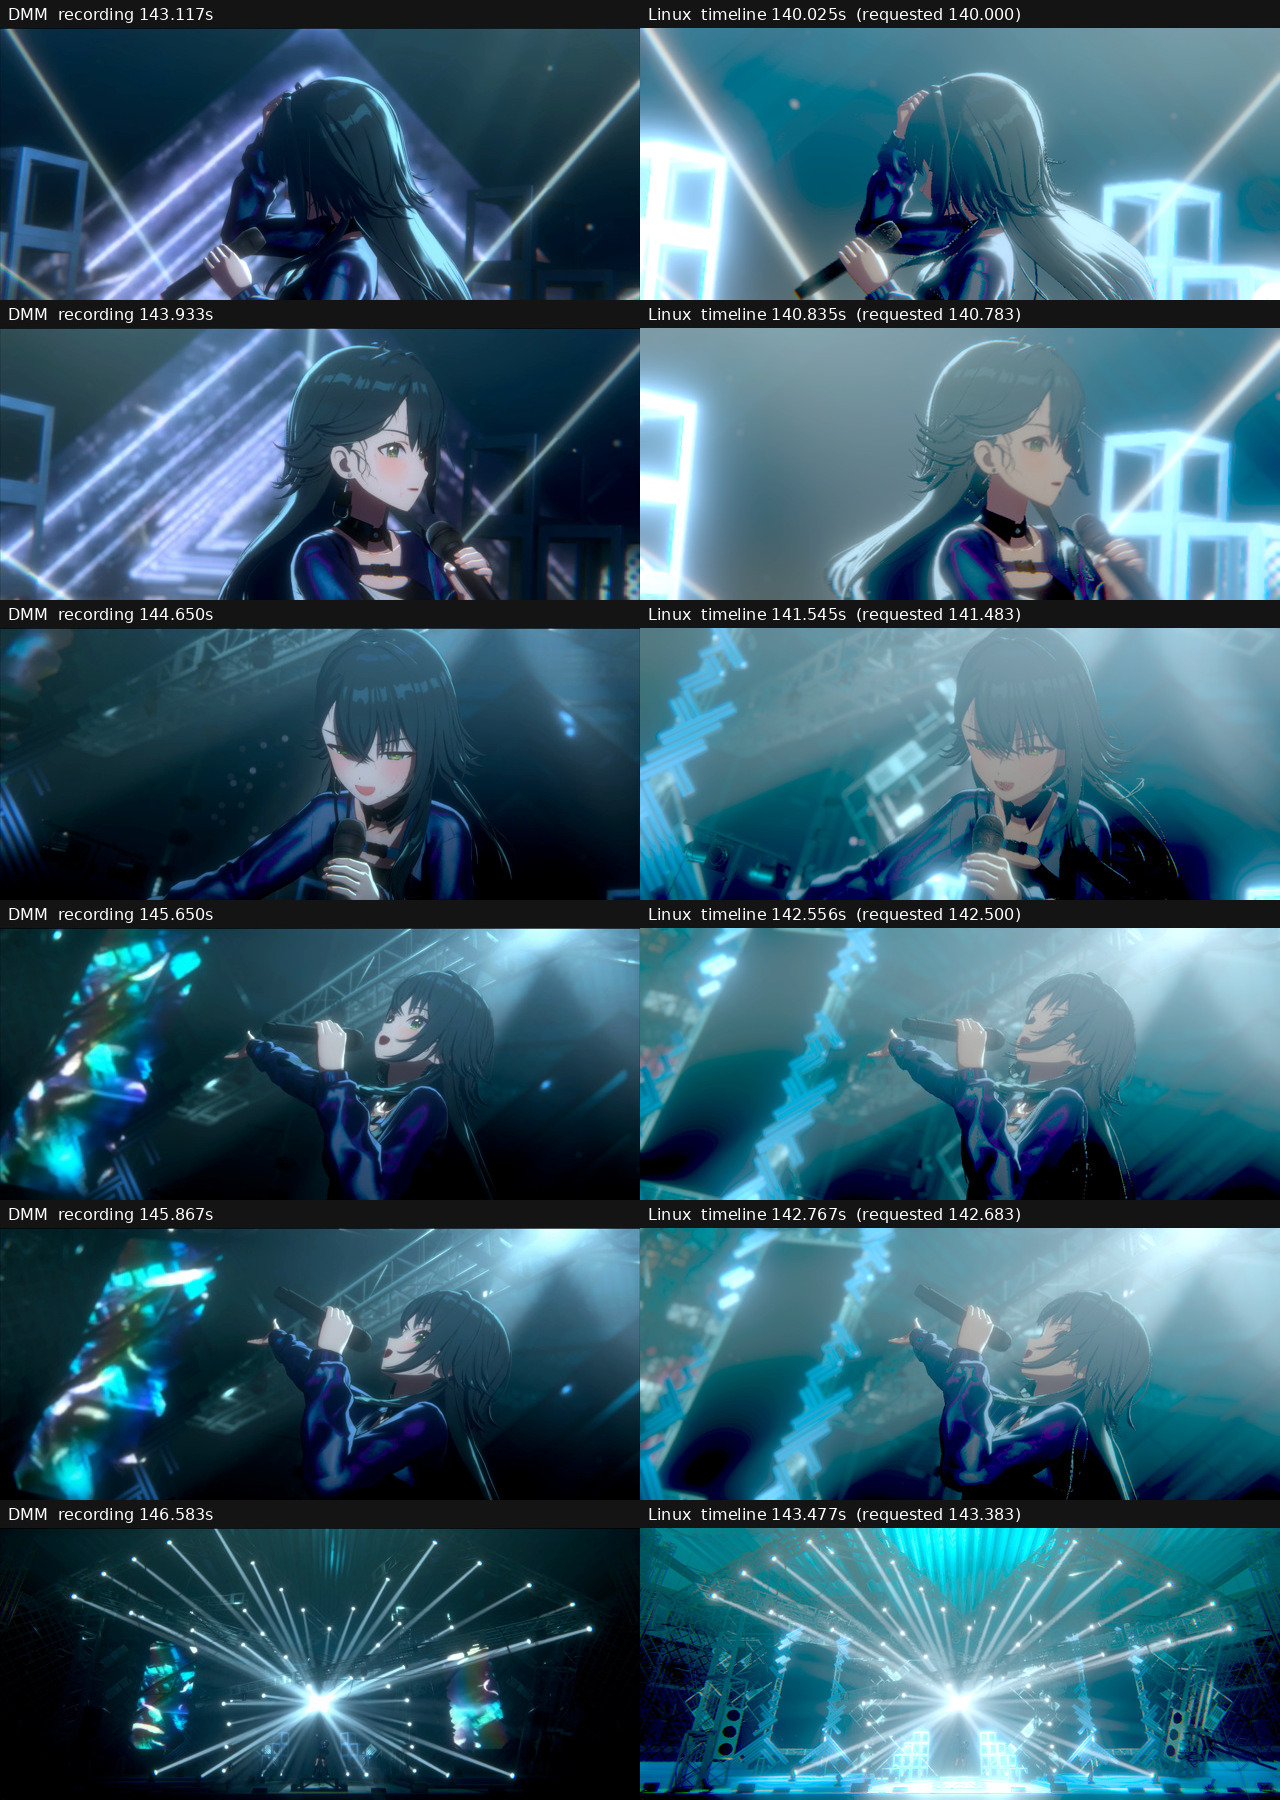 DMM  recording 143.117s
Linux  timeline 140.025s  (requested 140.000)
DMM  recording 143.933s
Linux  timeline 140.835s  (requested 140.783)
DMM  recording 144.650s
Linux  timeline 141.545s  (requested 141.483)
DMM  recording 145.650s
Linux  timeline 142.556s  (requested 142.500)
DMM  recording 145.867s
Linux  timeline 142.767s  (requested 142.683)
DMM  recording 146.583s
Linux  timeline 143.477s  (requested 143.383)